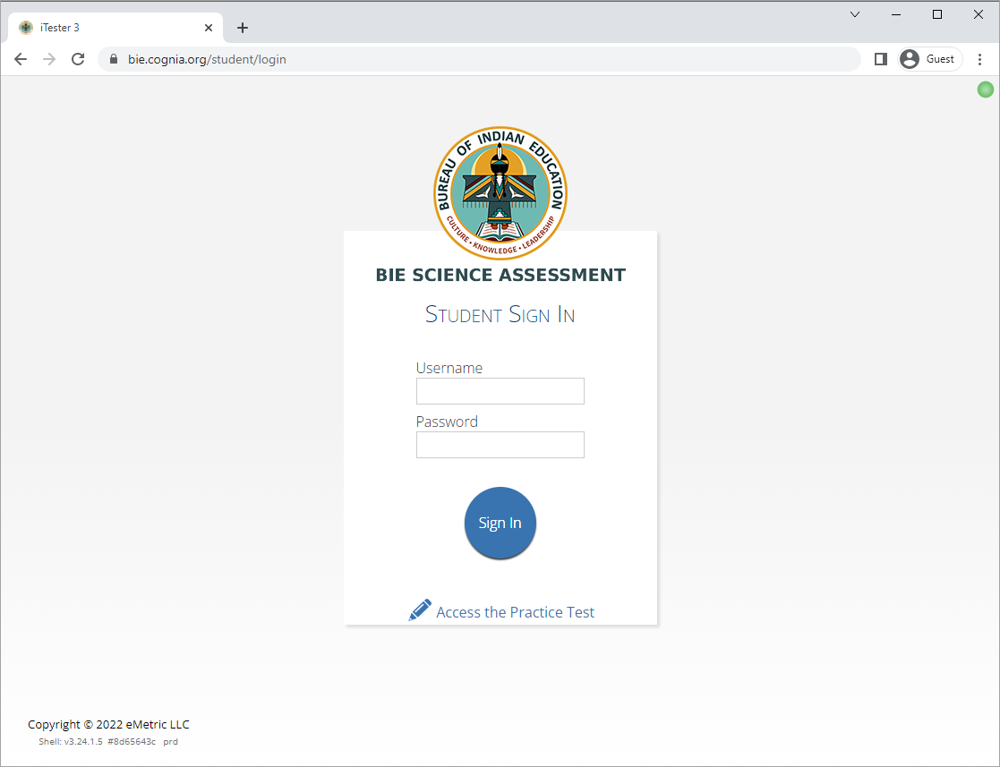 iTester 3
bie.cognia.org/student/login
Guest
BUREAU OF INDIAN EDUCATION
CULTURE • KNOWLEDGE • LEADERSHIP
BIE SCIENCE ASSESSMENT
Student Sign In
Username
Password
Sign In
Access the Practice Test
Copyright © 2022 eMetric LLC
Shell: v3.24.1.5 #8d65643c prd